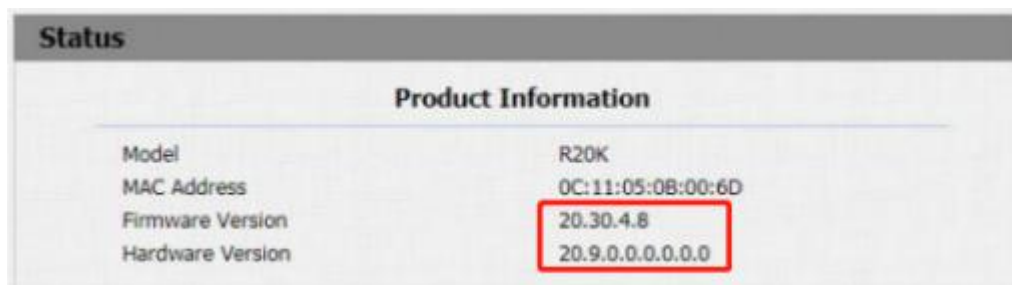 Status
Product Information
Model R20K
MAC Address 0C:11:05:0B:00:6D
Firmware Version 20.30.4.8
Hardware Version 20.9.0.0.0.0.0.0